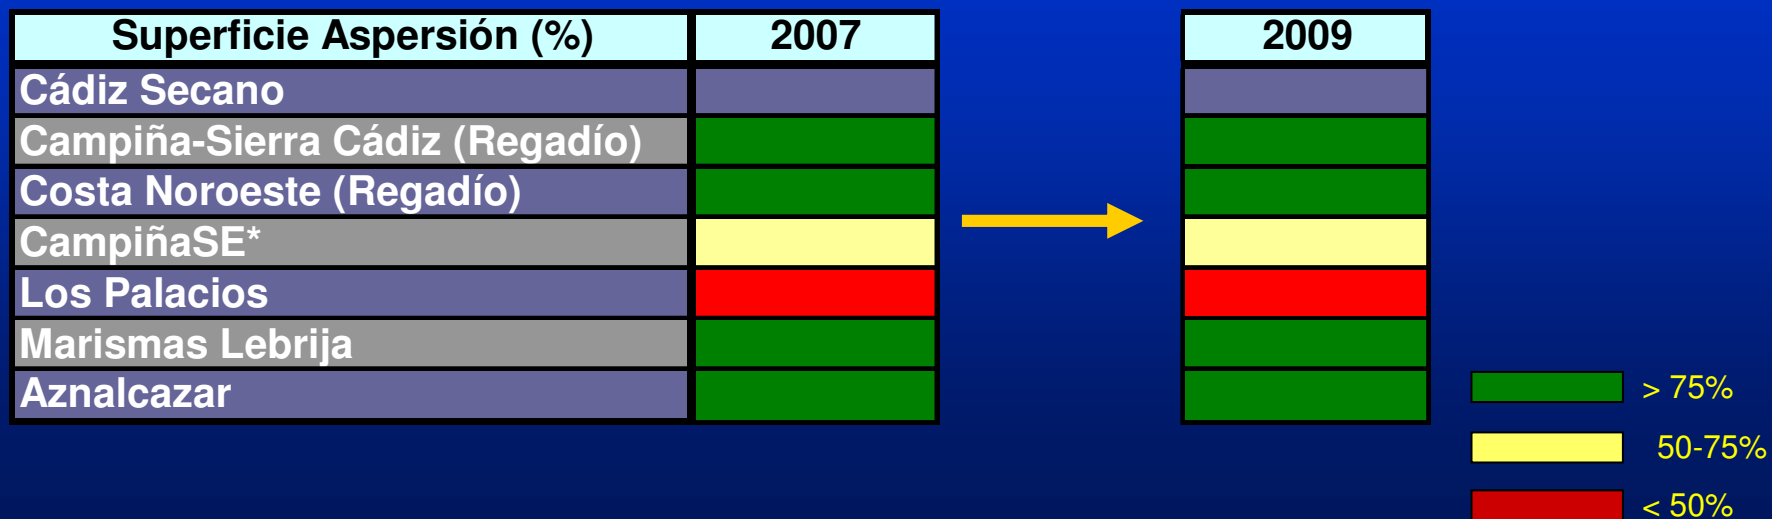 Superficie Aspersión (%) 2007 2009
Cádiz Secano
Campiña-Sierra Cádiz (Regadío)
Costa Noroeste (Regadío)
CampiñaSE*
Los Palacios
Marismas Lebrija
Aznalcazar
> 75%
50-75%
< 50%